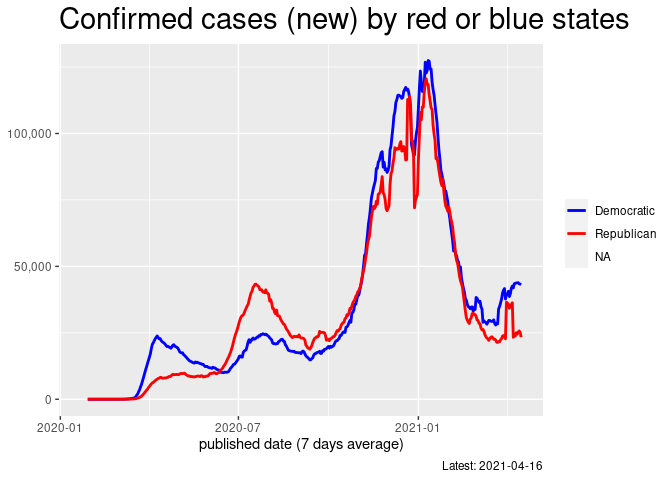 Confirmed cases (new) by red or blue states
100,000
50,000
0
2020-01
2020-07
2021-01
published date (7 days average)
Democratic
Republican
NA
Latest: 2021-04-16